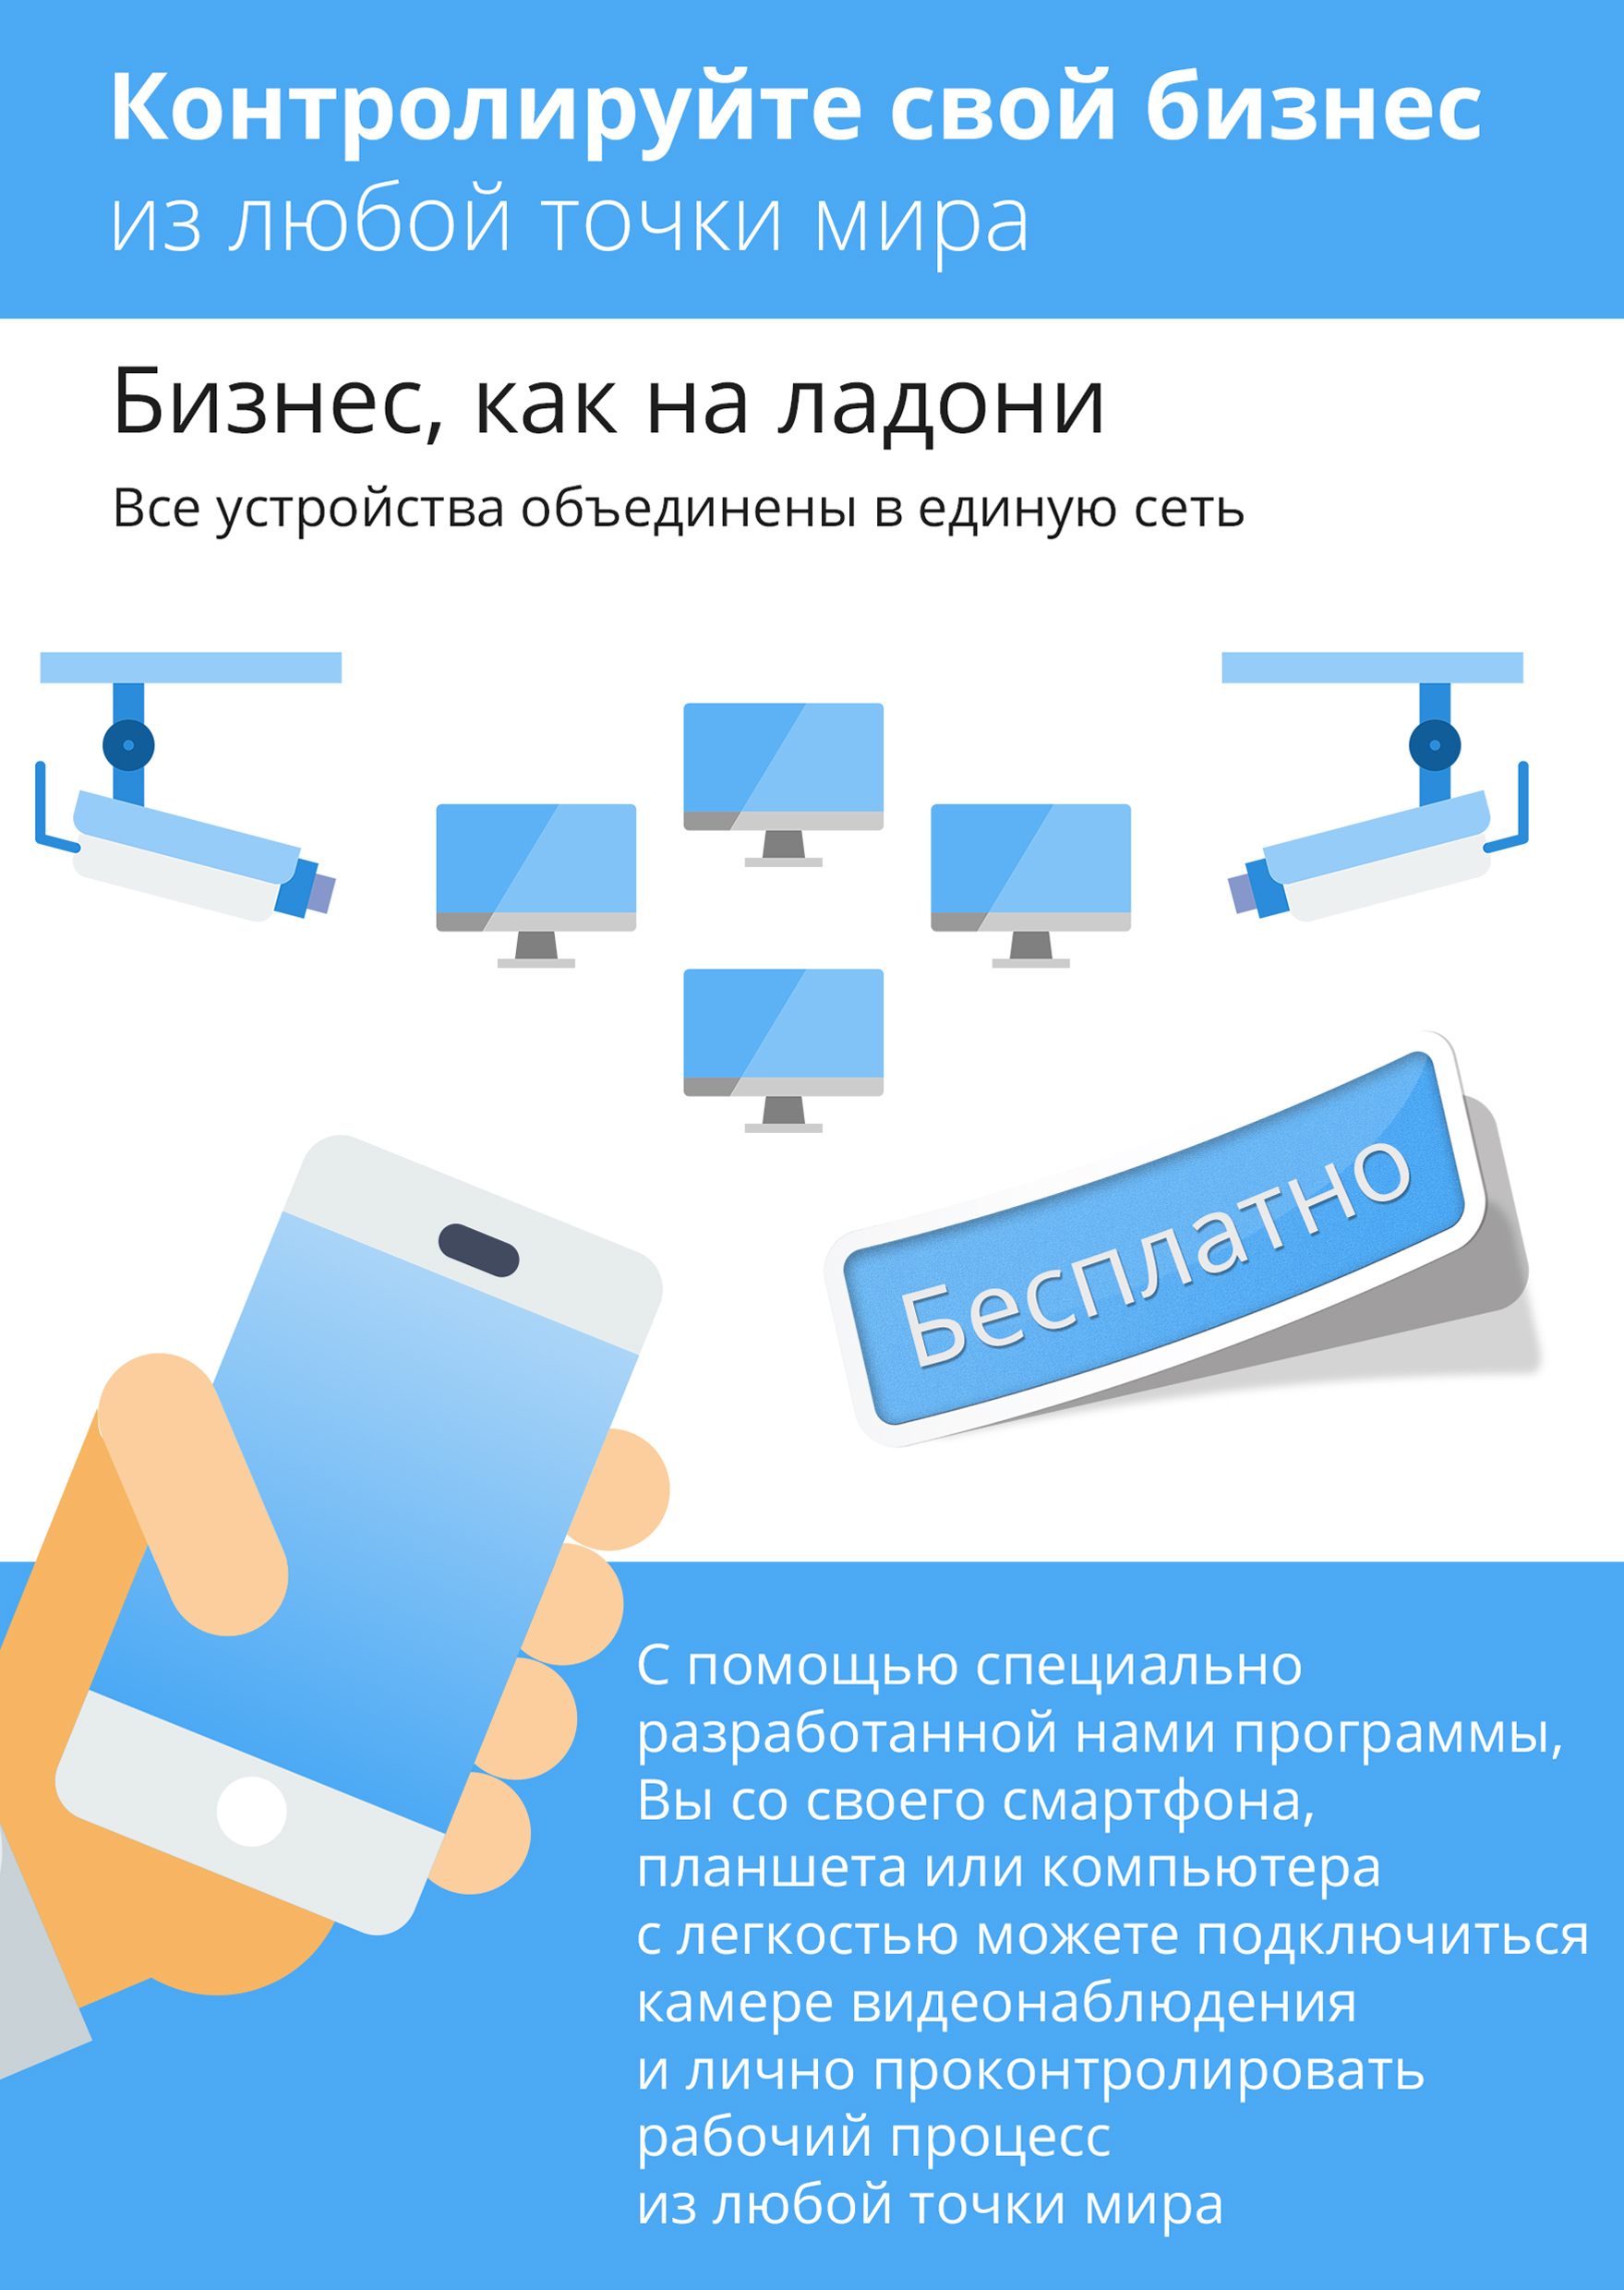 Контролируйте свой бизнес
из любой точки мира
Бизнес, как на ладони
Все устройства объединены в единую сеть
Бесплатно
С помощью специально
разработанной нами программы,
Вы со своего смартфона,
планшета или компьютера
с легкостью можете подключиться
камере видеонаблюдения
и лично проконтролировать
рабочий процесс
из любой точки мира